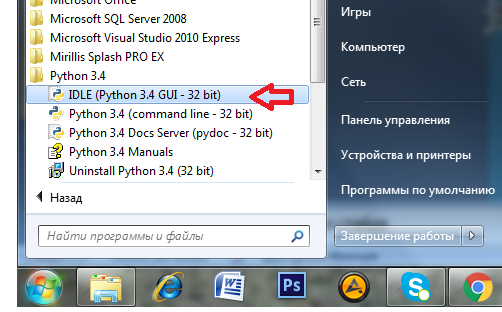 Microsoft Office
Microsoft SQL Server 2008
Microsoft Visual Studio 2010 Express
Mirillis Splash PRO EX
Python 3.4
IDLE (Python 3.4 GUI - 32 bit)
Python 3.4 (command line - 32 bit)
Python 3.4 Docs Server (pydoc - 32 bit)
Python 3.4 Manuals
Uninstall Python 3.4 (32 bit)
Назад
Найти программы и файлы
Игры
Компьютер
Сеть
Панель управления
Устройства и принтеры
Программы по умолчанию
Завершение работы
W
Ps
A
S